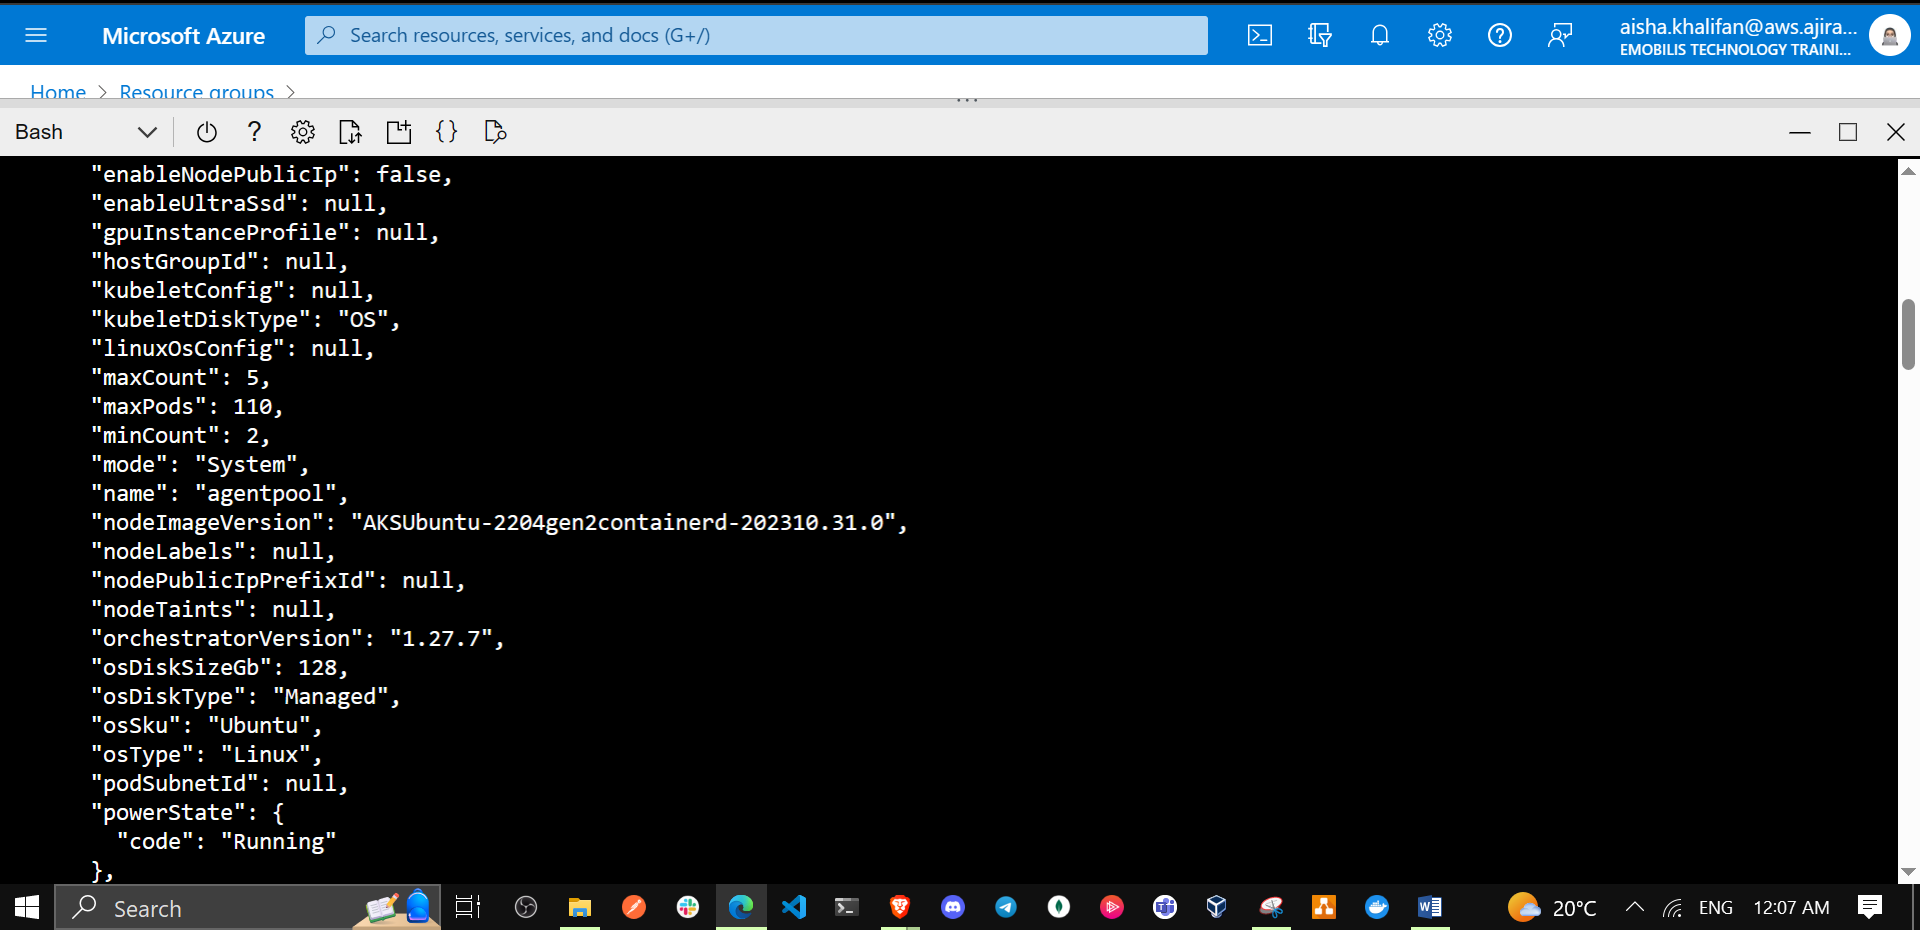 Microsoft Azure
Search resources, services, and docs (G+/)
aisha.khalifan@aws.ajira...
EMOBILIS TECHNOLOGY TRAINI...
Home > Resource groups >
Bash
"enableNodePublicIp": false,
"enableUltraSsd": null,
"gpuInstanceProfile": null,
"hostGroupId": null,
"kubeletConfig": null,
"kubeletDiskType": "OS",
"linuxOsConfig": null,
"maxCount": 5,
"maxPods": 110,
"minCount": 2,
"mode": "System",
"name": "agentpool",
"nodeImageVersion": "AKSUbuntu-2204gen2containerd-202310.31.0",
"nodeLabels": null,
"nodePublicIpPrefixId": null,
"nodeTaints": null,
"orchestratorVersion": "1.27.7",
"osDiskSizeGb": 128,
"osDiskType": "Managed",
"osSku": "Ubuntu",
"osType": "Linux",
"podSubnetId": null,
"powerState": {
"code": "Running"
},
Search
20°C
ENG
12:07 AM